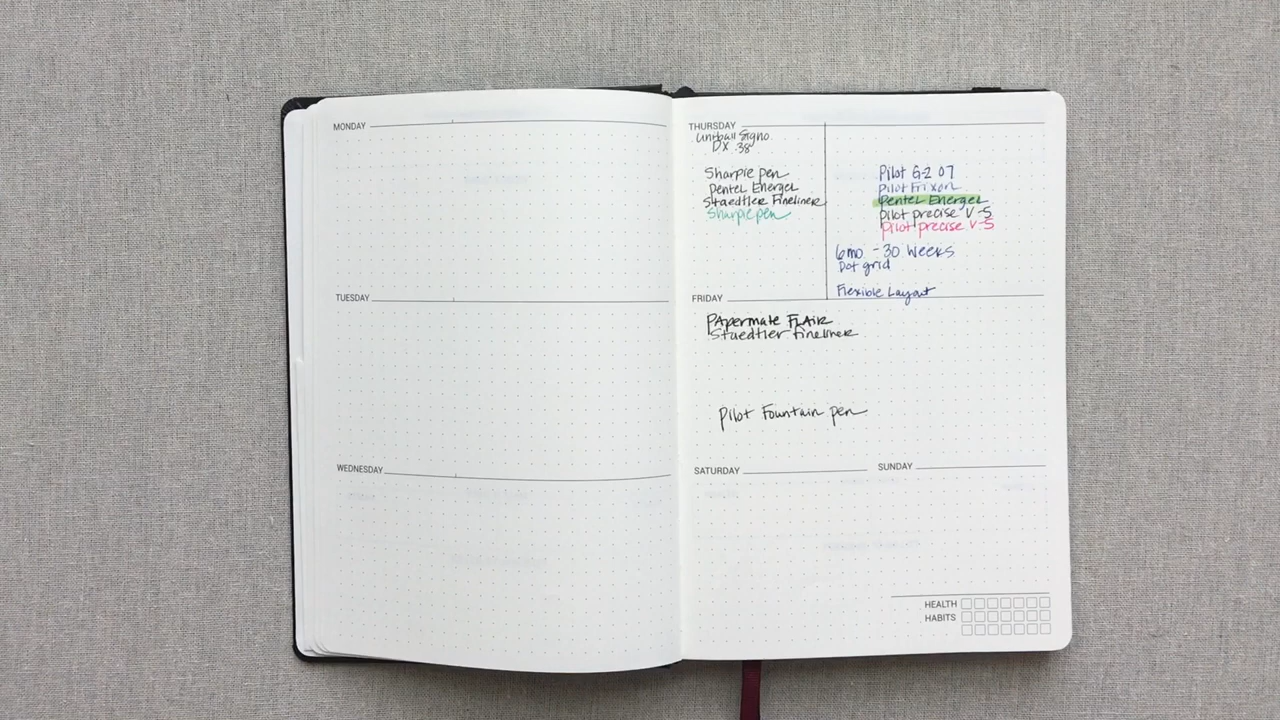 MONDAY
TUESDAY
WEDNESDAY
THURSDAY
Uniball Signo
DX .38
Sharpie pen
Pentel Energel
Staedtler Fineliner
Sharpie pen
Pilot G-2 07
Pilot Frixon
Pentel Energel
Pilot precise V-5
Pilot precise V-5
6mo. - 30 Weeks
Dot grid
Flexible Layout
FRIDAY
PApermate FLAIR
Staedtler Fineliner
Pilot Fountain pen
SATURDAY
SUNDAY
HEALTH
HABITS